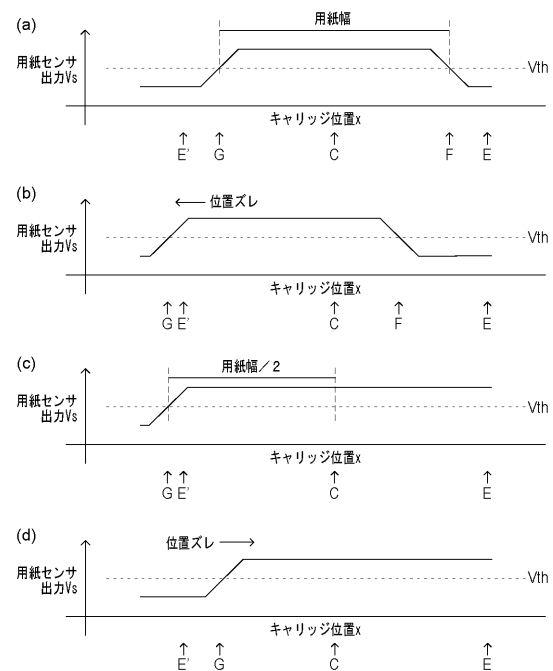 (a)
用紙幅
用紙センサ
出力Vs
Vth
キャリッジ位置x
E' G C F E
(b)
位置ズレ
用紙センサ
出力Vs
Vth
キャリッジ位置x
G E' C F E
(c)
用紙幅/2
用紙センサ
出力Vs
Vth
キャリッジ位置x
G E' C E
(d)
位置ズレ
用紙センサ
出力Vs
Vth
キャリッジ位置x
E' G C E